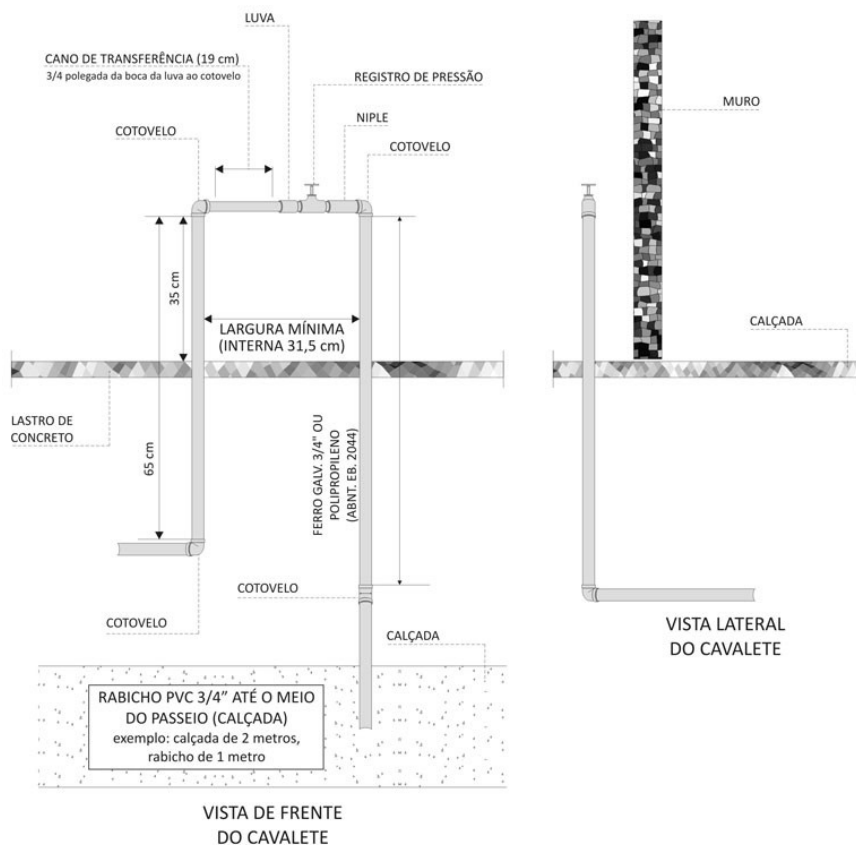 LUVA
CANO DE TRANSFERÊNCIA (19 cm)
3/4 polegada da boca da luva ao cotovelo
REGISTRO DE PRESSÃO
NIPLE
COTOVELO
COTOVELO
MURO
35 cm
LARGURA MÍNIMA
(INTERNA 31,5 cm)
CALÇADA
LASTRO DE
CONCRETO
65 cm
FERRO GALV. 3/4" OU
POLIPROPILENO
(ABNT. EB. 2044)
COTOVELO
COTOVELO
CALÇADA
VISTA LATERAL
DO CAVALETE
RABICHO PVC 3/4” ATÉ O MEIO
DO PASSEIO (CALÇADA)
exemplo: calçada de 2 metros,
rabicho de 1 metro
VISTA DE FRENTE
DO CAVALETE